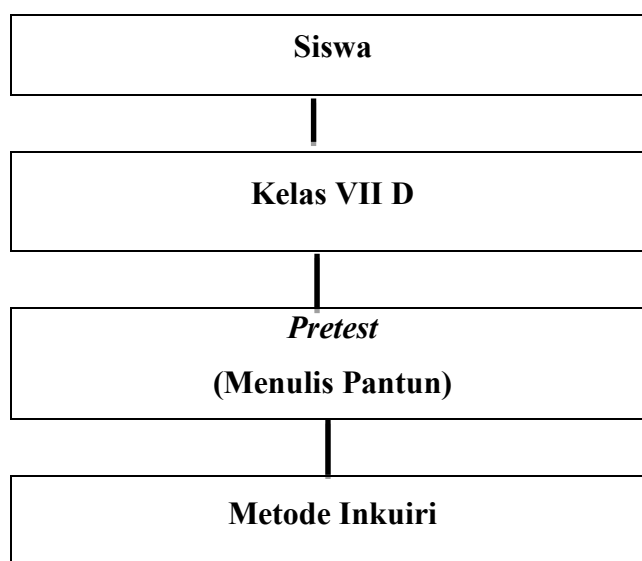 Siswa
Kelas VII D
Pretest
(Menulis Pantun)
Metode Inkuiri